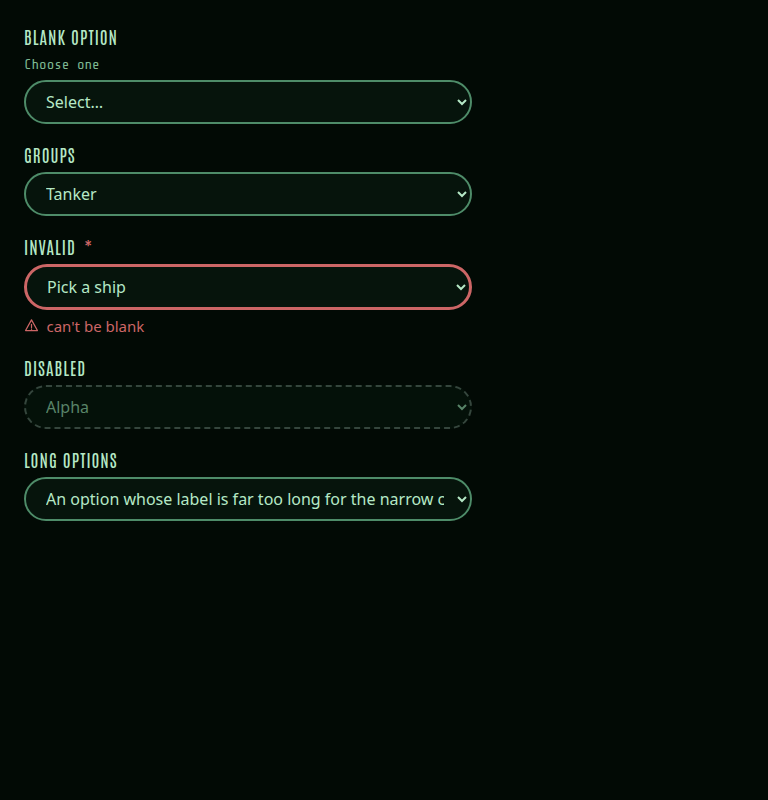 BLANK OPTION
Choose one
Select...
GROUPS
Tanker
INVALID *
Pick a ship
can't be blank
DISABLED
Alpha
LONG OPTIONS
An option whose label is far too long for the narrow c